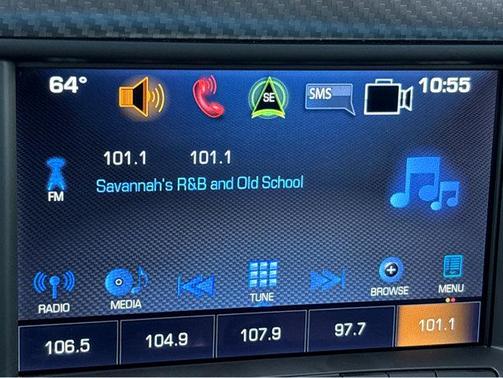 64° SE SMS 10:55
101.1 101.1
Savannah's R&B and Old School
FM
RADIO MEDIA TUNE BROWSE MENU
106.5 104.9 107.9 97.7 101.1